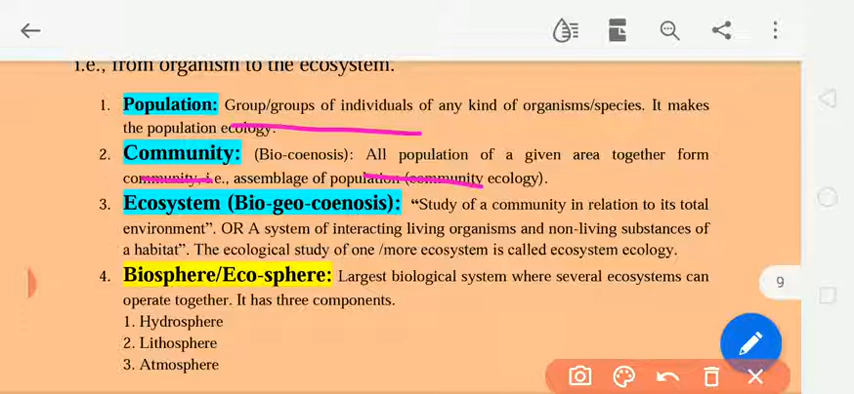 i.e., from organism to the ecosystem.
1. Population: Group/groups of individuals of any kind of organisms/species. It makes
the population ecology.
2. Community: (Bio-coenosis): All population of a given area together form
community, i.e., assemblage of population (community ecology).
3. Ecosystem (Bio-geo-coenosis): “Study of a community in relation to its total
environment”. OR A system of interacting living organisms and non-living substances of
a habitat”. The ecological study of one /more ecosystem is called ecosystem ecology.
4. Biosphere/Eco-sphere: Largest biological system where several ecosystems can
operate together. It has three components.
9
1. Hydrosphere
2. Lithosphere
3. Atmosphere